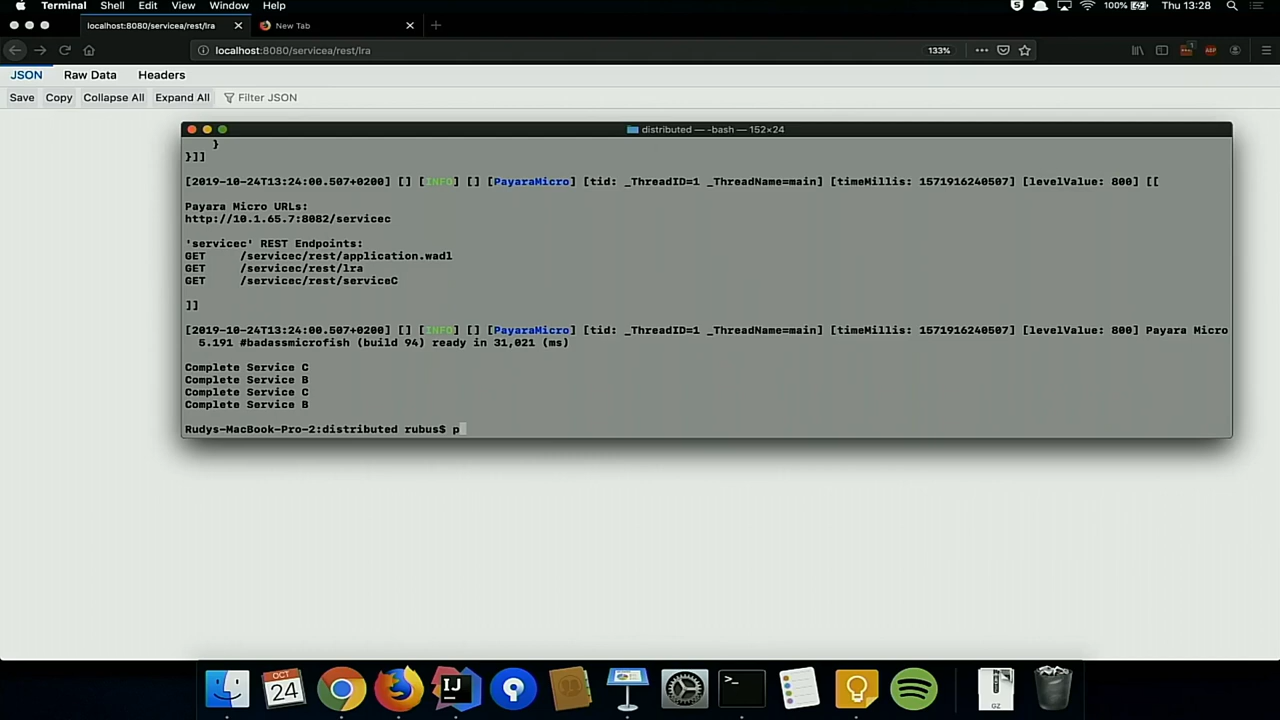 Terminal Shell Edit View Window Help 5 100% Thu 13:28
localhost:8080/servicea/rest/lra New Tab
localhost:8080/servicea/rest/lra 133%
JSON Raw Data Headers
Save Copy Collapse All Expand All Filter JSON
distributed — -bash — 152×24
}
}]]
[2019-10-24T13:24:00.507+0200] [] [INFO] [] [PayaraMicro] [tid: _ThreadID=1 _ThreadName=main] [timeMillis: 1571916240507] [levelValue: 800] [[
Payara Micro URLs:
http://10.1.65.7:8082/servicec
'servicec' REST Endpoints:
GET /servicec/rest/application.wadl
GET /servicec/rest/lra
GET /servicec/rest/serviceC
]]
[2019-10-24T13:24:00.507+0200] [] [INFO] [] [PayaraMicro] [tid: _ThreadID=1 _ThreadName=main] [timeMillis: 1571916240507] [levelValue: 800] Payara Micro
5.191 #badassmicrofish (build 94) ready in 31,021 (ms)
Complete Service C
Complete Service B
Complete Service C
Complete Service B
Rudys-MacBook-Pro-2:distributed rubus$ p
OCT
24
IJ
>_
GZ